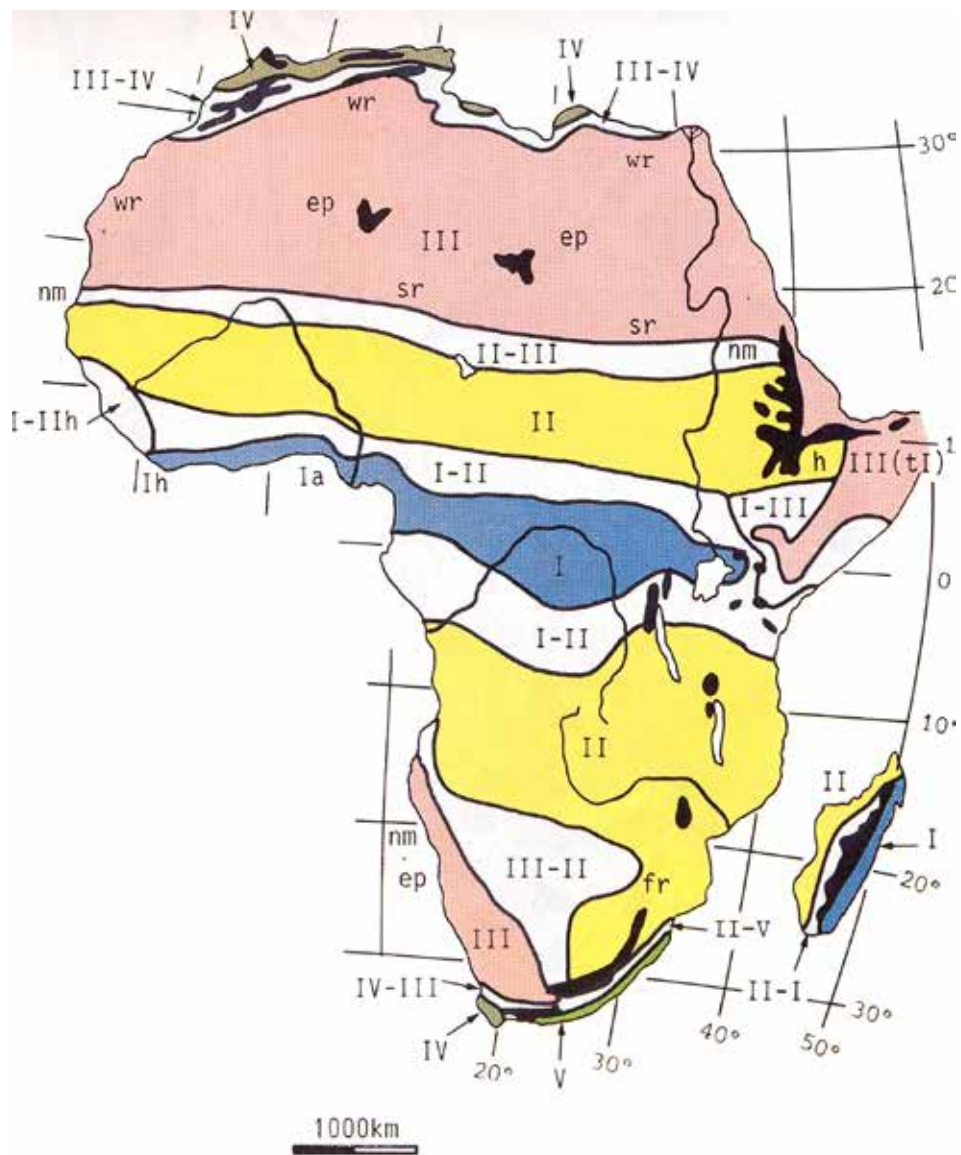 IV
IV
III-IV
III-IV
wr
wr
30°
wr
ep
ep
III
20
nm
sr
sr
II-III
nm
II
I-IIh
h
III(tI)
1
Ih
Ia
I-II
I-III
I
0
I-II
II
10°
II
nm
ep
I
III-II
fr
20°
III
II-V
IV-III
II-I
30°
40°
50°
IV
20°
V
30°
1000km